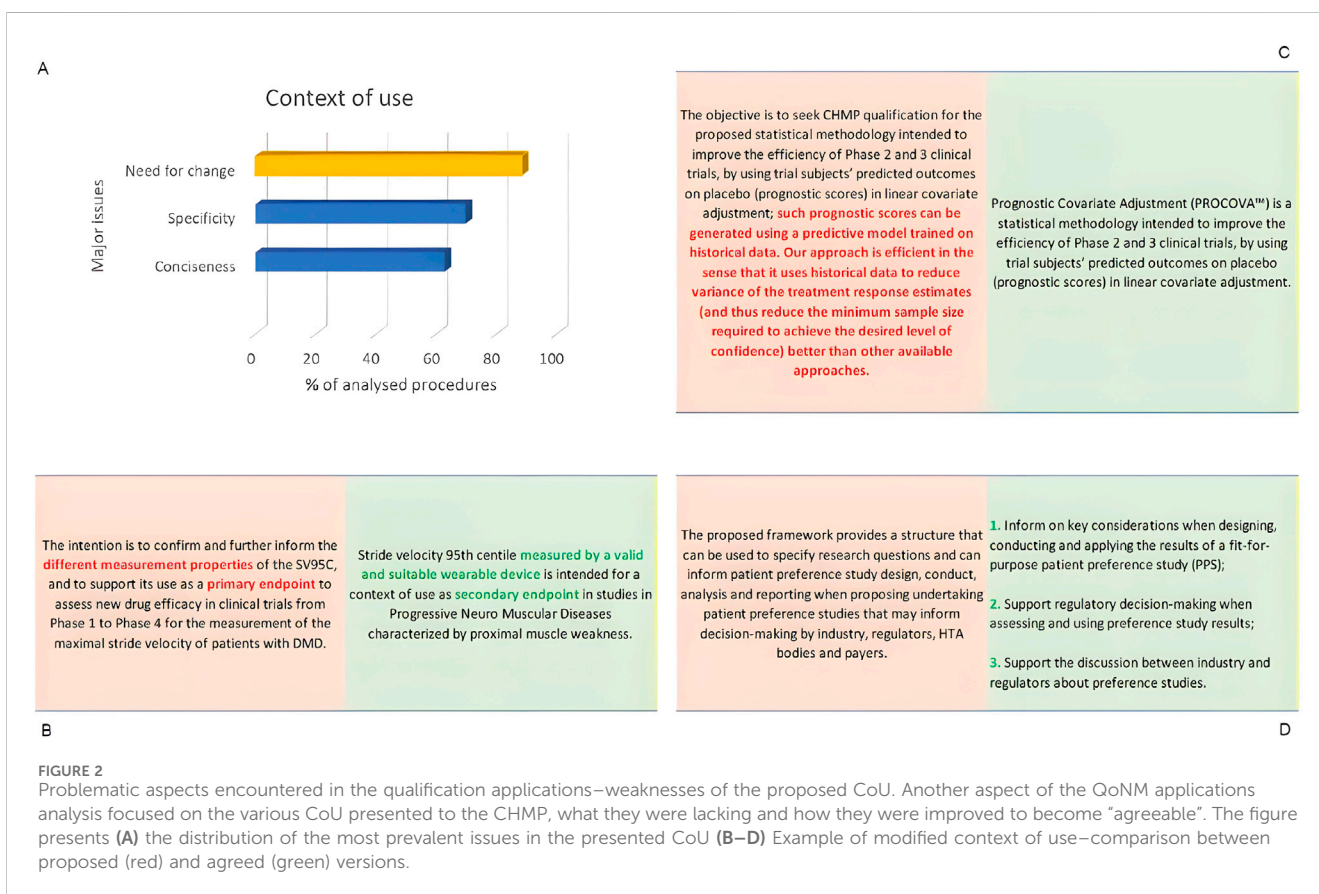 A
Context of use
Major issues
Need for change
Specificity
Conciseness
0 20 40 60 80 100
% of analysed procedures
C
The objective is to seek CHMP qualification for the
proposed statistical methodology intended to
improve the efficiency of Phase 2 and 3 clinical
trials, by using trial subjects’ predicted outcomes
on placebo (prognostic scores) in linear covariate
adjustment; such prognostic scores can be
generated using a predictive model trained on
historical data. Our approach is efficient in the
sense that it uses historical data to reduce
variance of the treatment response estimates
(and thus reduce the minimum sample size
required to achieve the desired level of
confidence) better than other available
approaches.
Prognostic Covariate Adjustment (PROCOVA™) is a
statistical methodology intended to improve the
efficiency of Phase 2 and 3 clinical trials, by using
trial subjects’ predicted outcomes on placebo
(prognostic scores) in linear covariate adjustment.
The intention is to confirm and further inform the
different measurement properties of the SV95C,
and to support its use as a primary endpoint to
assess new drug efficacy in clinical trials from
Phase 1 to Phase 4 for the measurement of the
maximal stride velocity of patients with DMD.
Stride velocity 95th centile measured by a valid
and suitable wearable device is intended for a
context of use as secondary endpoint in studies in
Progressive Neuro Muscular Diseases
characterized by proximal muscle weakness.
B
The proposed framework provides a structure that
can be used to specify research questions and can
inform patient preference study design, conduct,
analysis and reporting when proposing undertaking
patient preference studies that may inform
decision-making by industry, regulators, HTA
bodies and payers.
1. Inform on key considerations when designing,
conducting and applying the results of a fit-for-
purpose patient preference study (PPS);
2. Support regulatory decision-making when
assessing and using preference study results;
3. Support the discussion between industry and
regulators about preference studies.
D
FIGURE 2
Problematic aspects encountered in the qualification applications–weaknesses of the proposed CoU. Another aspect of the QoNM applications
analysis focused on the various CoU presented to the CHMP, what they were lacking and how they were improved to become “agreeable”. The figure
presents (A) the distribution of the most prevalent issues in the presented CoU (B–D) Example of modified context of use–comparison between
proposed (red) and agreed (green) versions.